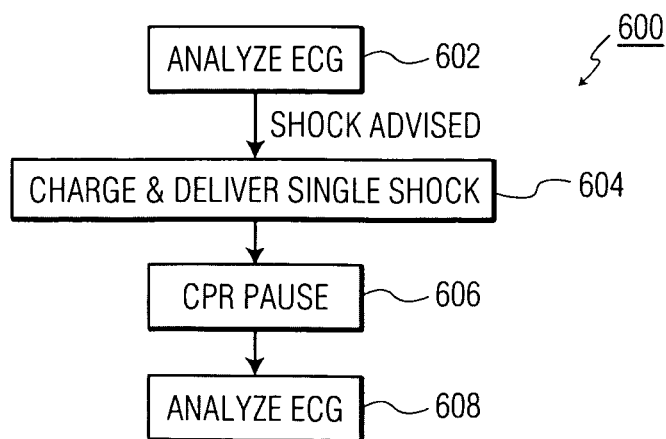 600
ANALYZE ECG 602
SHOCK ADVISED
CHARGE & DELIVER SINGLE SHOCK 604
CPR PAUSE 606
ANALYZE ECG 608